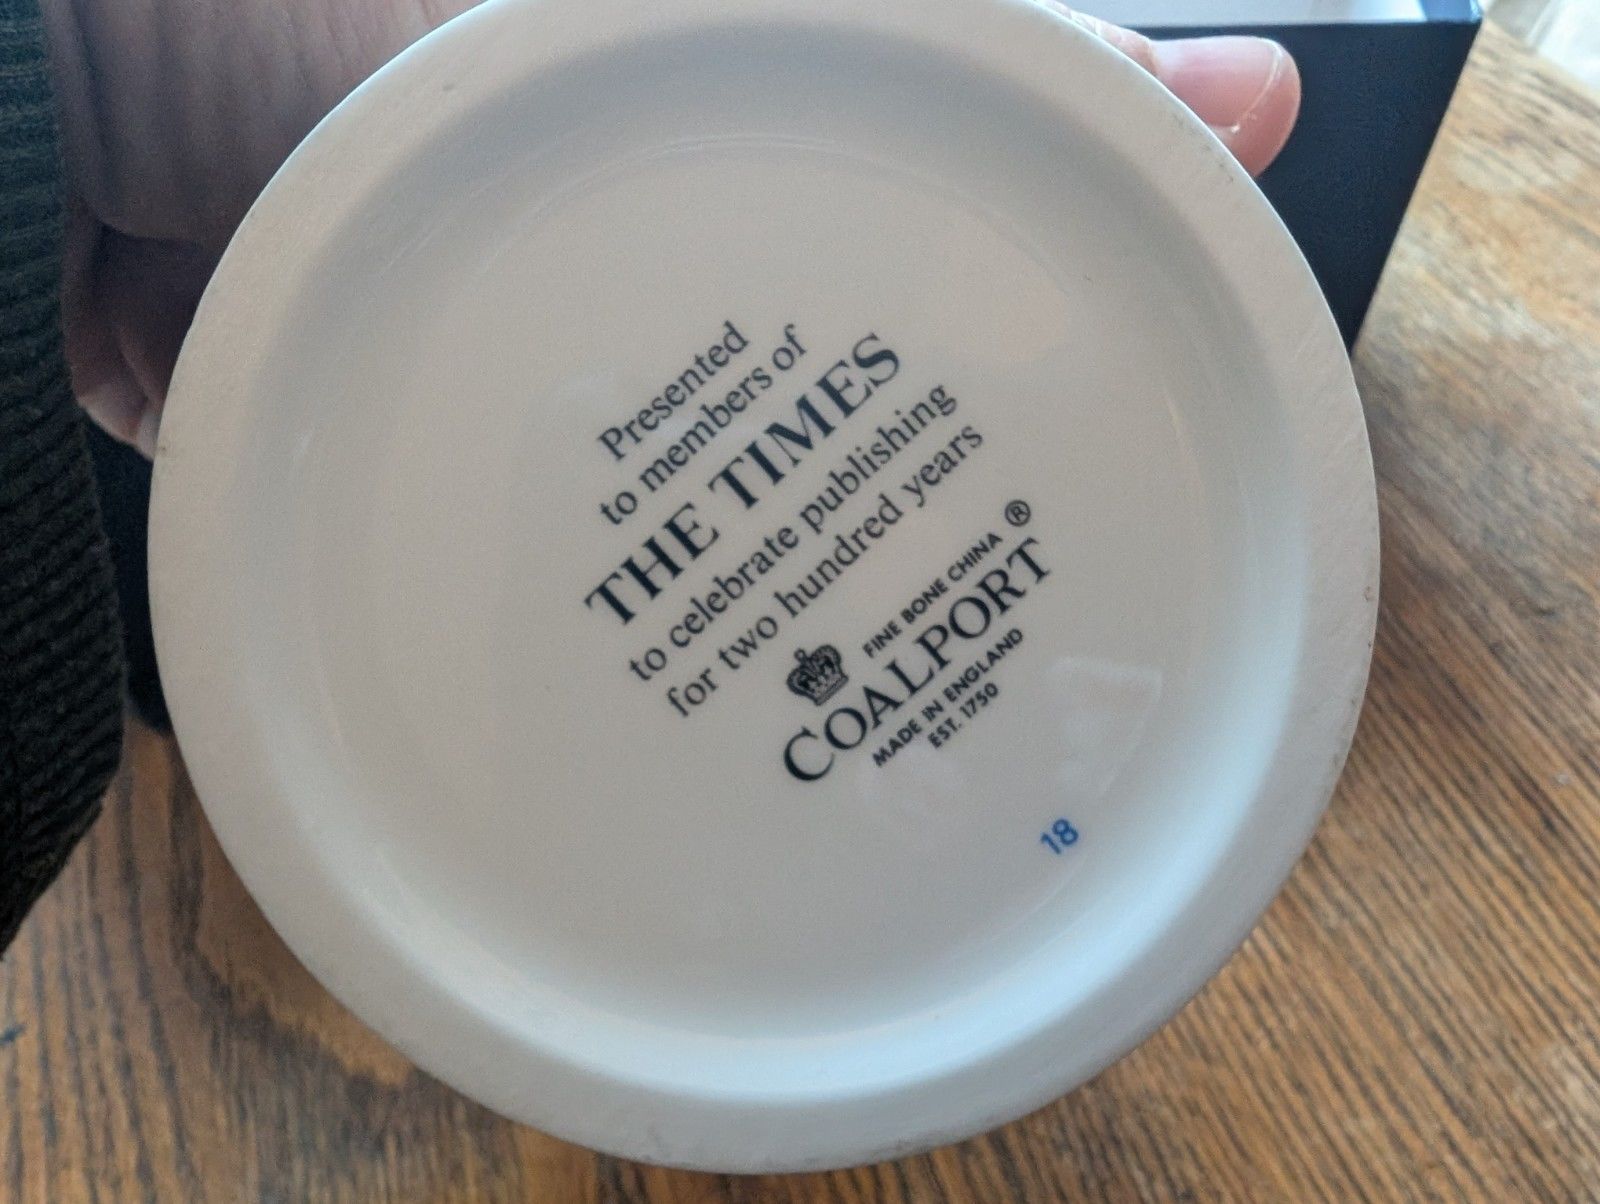 Presented
to members of
THE TIMES
to celebrate publishing
for two hundred years
FINE BONE CHINA ®
COALPORT
MADE IN ENGLAND
EST. 1750
18